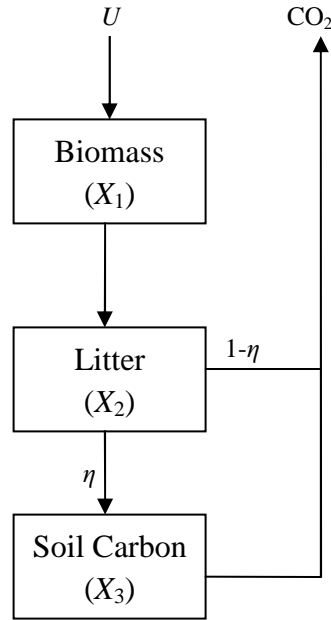 U
CO₂
Biomass
(X₁)
Litter
(X₂)
1-η
η
Soil Carbon
(X₃)